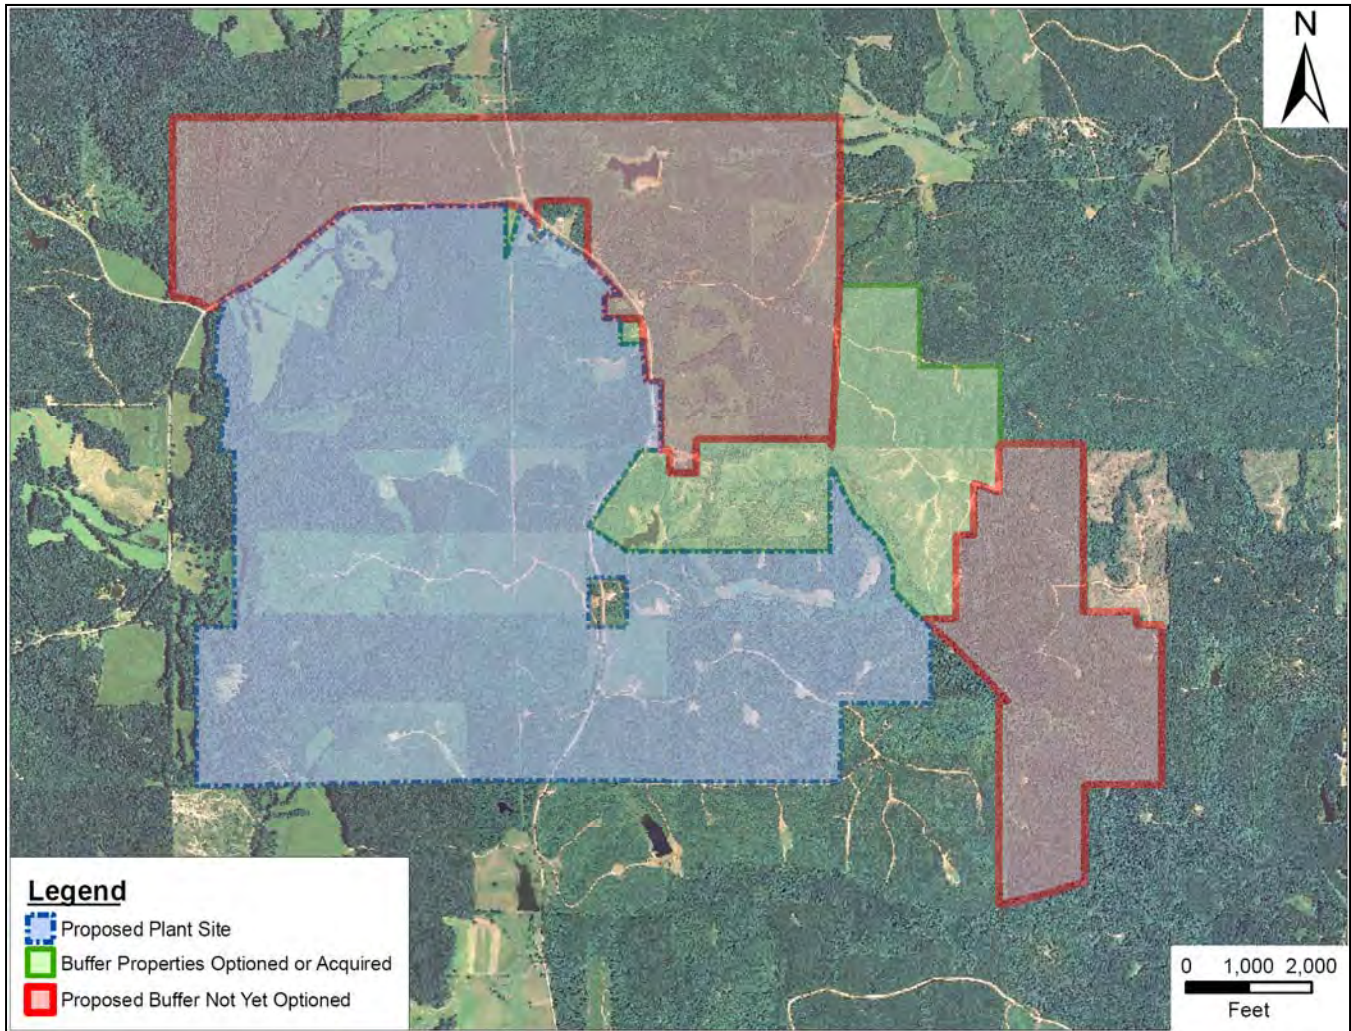 N
Legend
Proposed Plant Site
Buffer Properties Optioned or Acquired
Proposed Buffer Not Yet Optioned
0 1,000 2,000
Feet